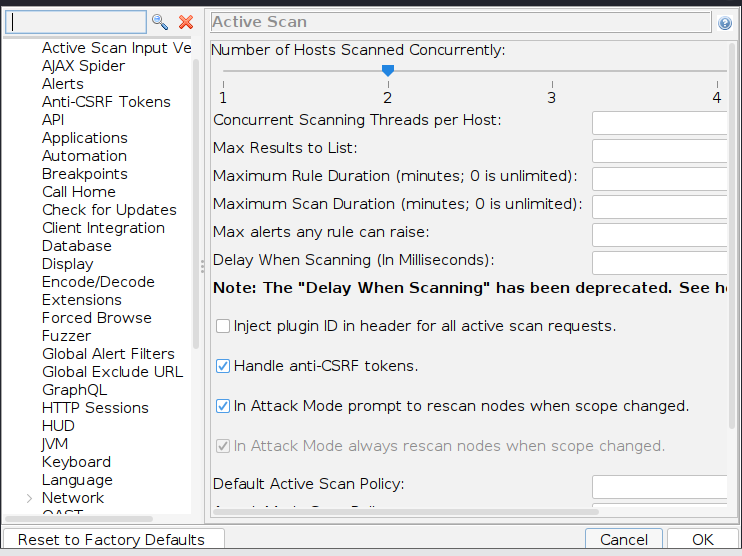 Active Scan
Active Scan Input Ve
AJAX Spider
Alerts
Anti-CSRF Tokens
API
Applications
Automation
Breakpoints
Call Home
Check for Updates
Client Integration
Database
Display
Encode/Decode
Extensions
Forced Browse
Fuzzer
Global Alert Filters
Global Exclude URL
GraphQL
HTTP Sessions
HUD
JVM
Keyboard
Language
Network
Number of Hosts Scanned Concurrently:
1 2 3 4
Concurrent Scanning Threads per Host:
Max Results to List:
Maximum Rule Duration (minutes; 0 is unlimited):
Maximum Scan Duration (minutes; 0 is unlimited):
Max alerts any rule can raise:
Delay When Scanning (In Milliseconds):
Note: The "Delay When Scanning" has been deprecated. See he
Inject plugin ID in header for all active scan requests.
Handle anti-CSRF tokens.
In Attack Mode prompt to rescan nodes when scope changed.
In Attack Mode always rescan nodes when scope changed.
Default Active Scan Policy:
Reset to Factory Defaults
Cancel
OK